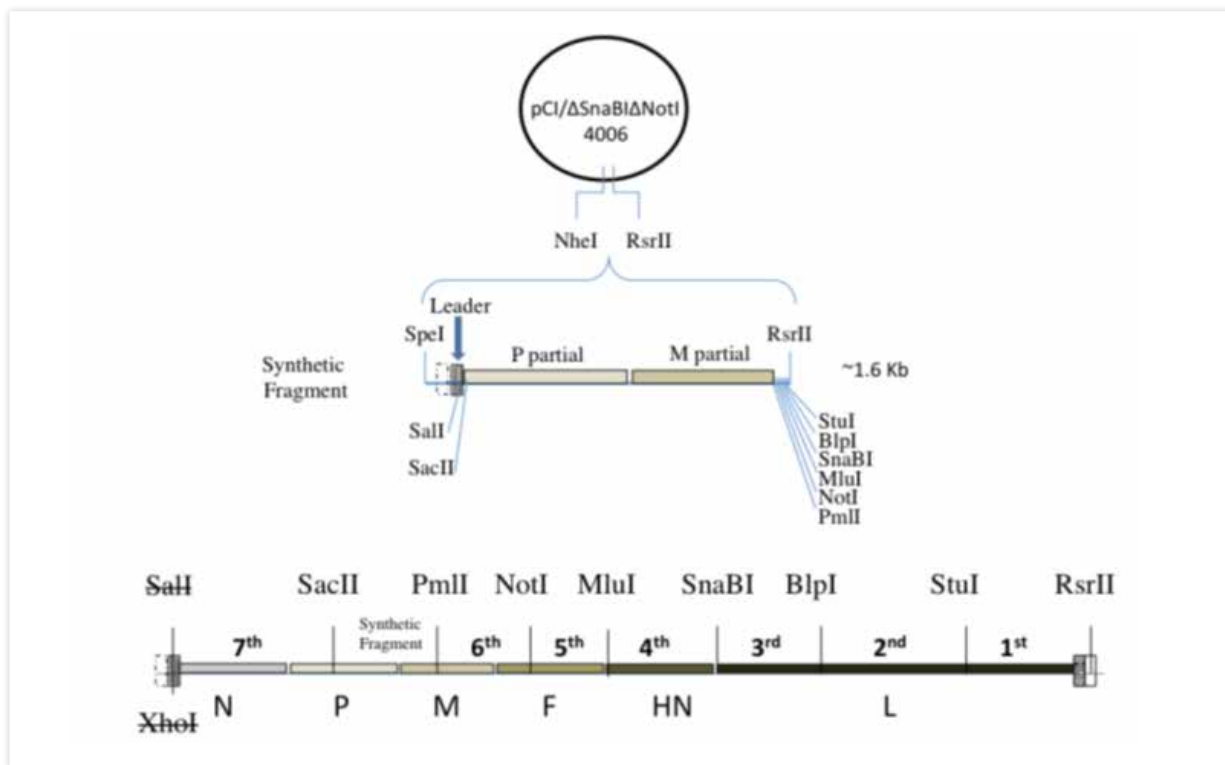 pCI/ΔSnaBIΔNotI
4006
NheI RsrII
Leader
SpeI RsrII
P partial M partial
Synthetic
Fragment
~1.6 Kb
SalI
SacII
StuI
BlpI
SnaBI
MluI
NotI
PmlI
SalI SacII PmlI NotI MluI SnaBI BlpI StuI RsrII
Synthetic
Fragment
7th 6th 5th 4th 3rd 2nd 1st
N P M F HN L
XhoI